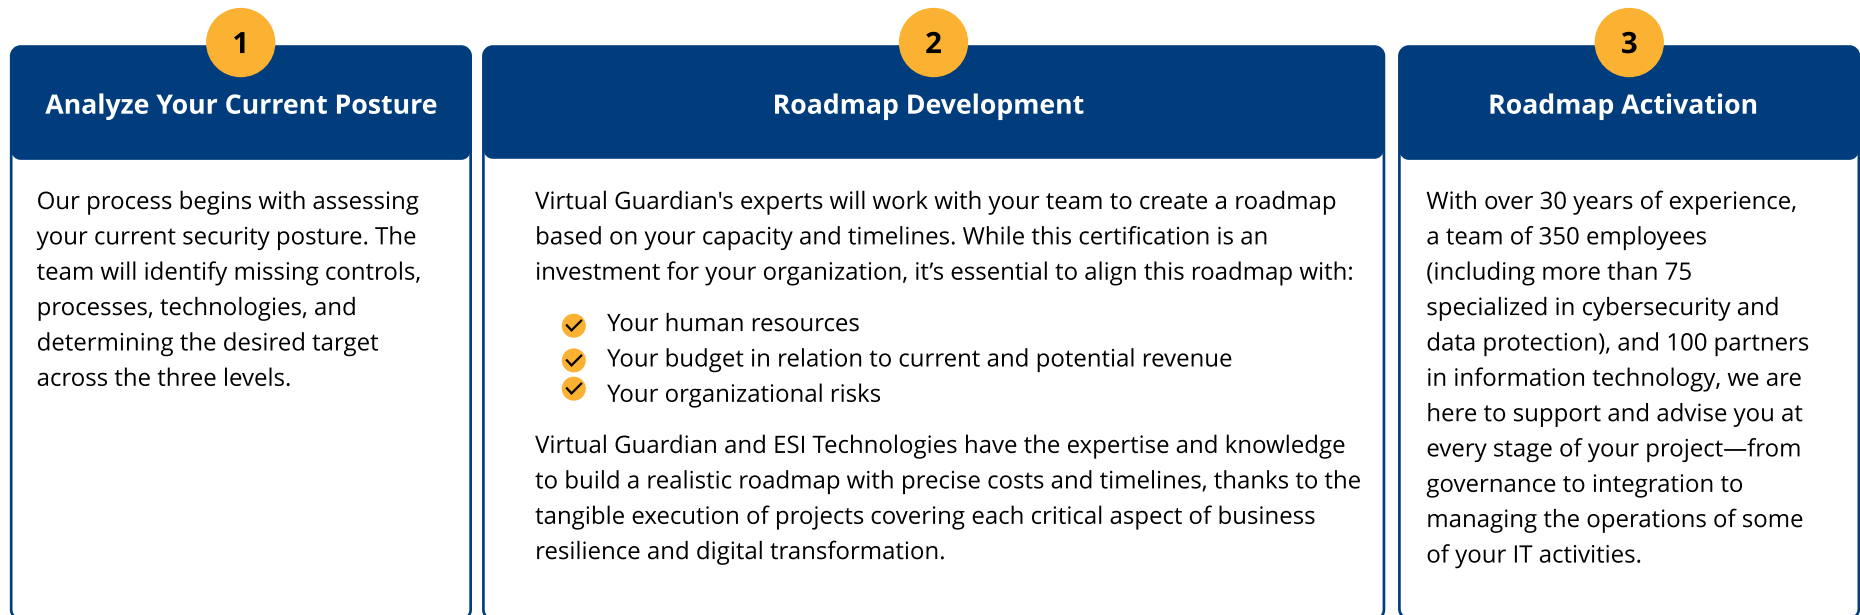 1
Analyze Your Current Posture
Our process begins with assessing
your current security posture. The
team will identify missing controls,
processes, technologies, and
determining the desired target
across the three levels.
2
Roadmap Development
Virtual Guardian's experts will work with your team to create a roadmap
based on your capacity and timelines. While this certification is an
investment for your organization, it’s essential to align this roadmap with:
Your human resources
Your budget in relation to current and potential revenue
Your organizational risks
Virtual Guardian and ESI Technologies have the expertise and knowledge
to build a realistic roadmap with precise costs and timelines, thanks to the
tangible execution of projects covering each critical aspect of business
resilience and digital transformation.
3
Roadmap Activation
With over 30 years of experience,
a team of 350 employees
(including more than 75
specialized in cybersecurity and
data protection), and 100 partners
in information technology, we are
here to support and advise you at
every stage of your project—from
governance to integration to
managing the operations of some
of your IT activities.